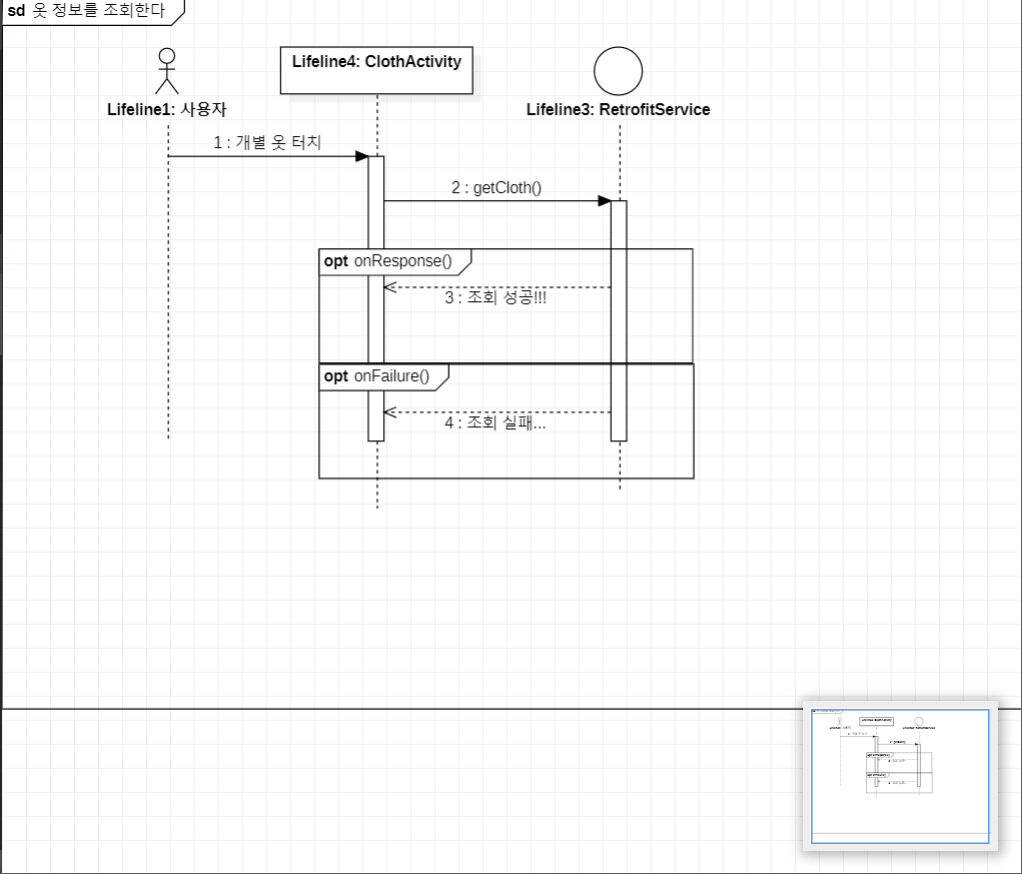 sd 옷 정보를 조회한다
Lifeline4: ClothActivity
Lifeline1: 사용자
Lifeline3: RetrofitService
1 : 개별 옷 터치
2 : getCloth()
opt onResponse()
3 : 조회 성공!!!
opt onFailure()
4 : 조회 실패...